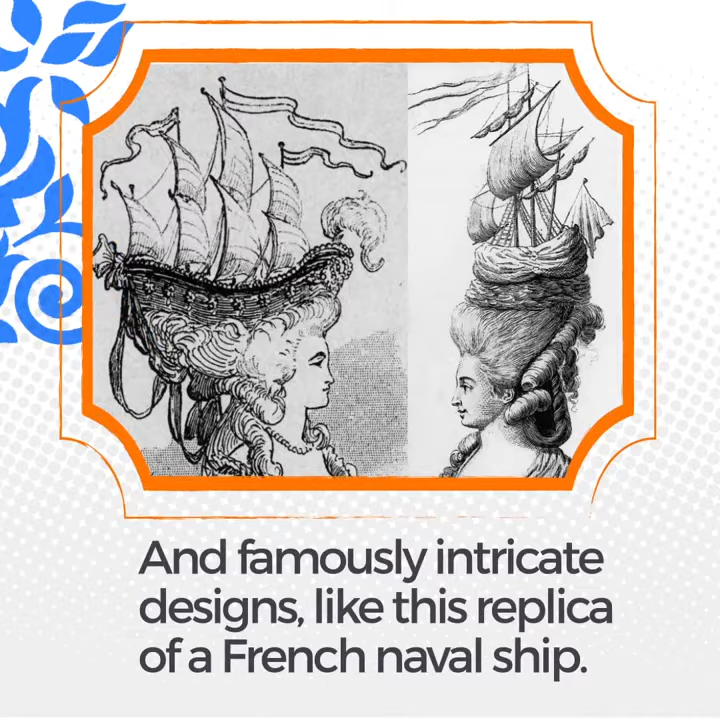 And famously intricate
designs, like this replica
of a French naval ship.